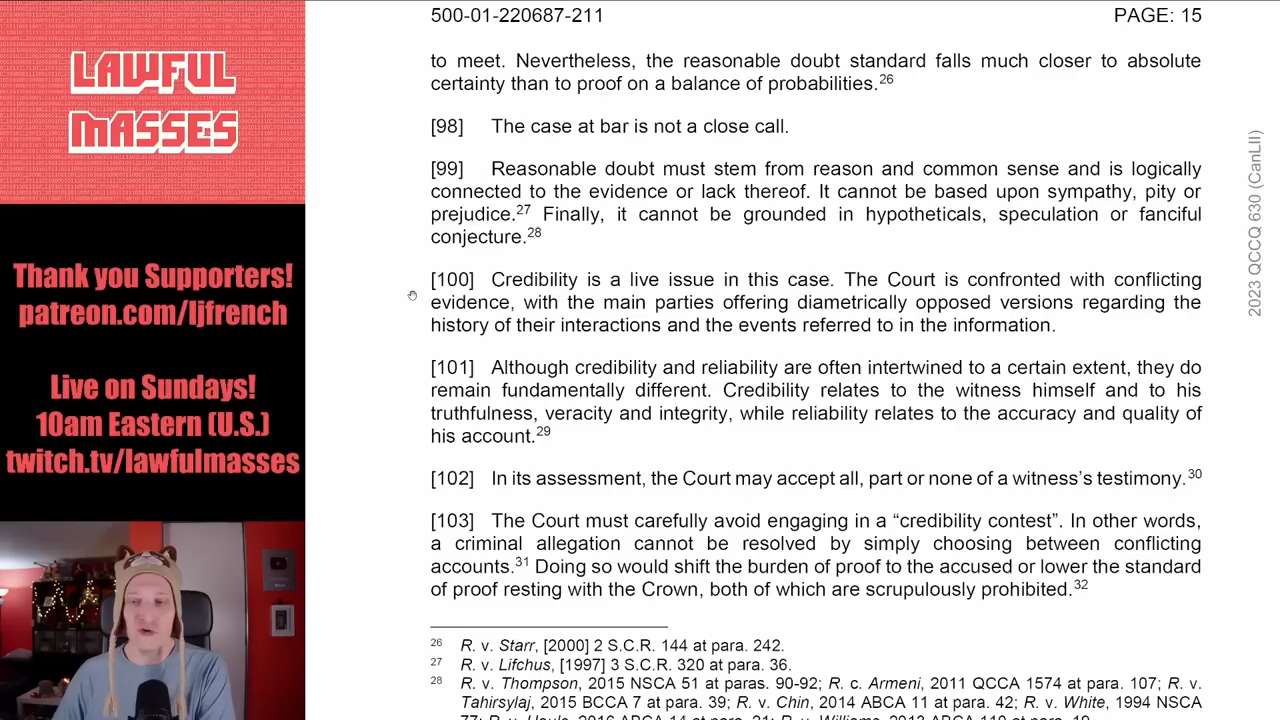 LAWFUL
MASSES
Thank you Supporters!
patreon.com/ljfrench
Live on Sundays!
10am Eastern (U.S.)
twitch.tv/lawfulmasses
500-01-220687-211 PAGE: 15
to meet. Nevertheless, the reasonable doubt standard falls much closer to absolute
certainty than to proof on a balance of probabilities.26
[98] The case at bar is not a close call.
[99] Reasonable doubt must stem from reason and common sense and is logically
connected to the evidence or lack thereof. It cannot be based upon sympathy, pity or
prejudice.27 Finally, it cannot be grounded in hypotheticals, speculation or fanciful
conjecture.28
[100] Credibility is a live issue in this case. The Court is confronted with conflicting
evidence, with the main parties offering diametrically opposed versions regarding the
history of their interactions and the events referred to in the information.
[101] Although credibility and reliability are often intertwined to a certain extent, they do
remain fundamentally different. Credibility relates to the witness himself and to his
truthfulness, veracity and integrity, while reliability relates to the accuracy and quality of
his account.29
[102] In its assessment, the Court may accept all, part or none of a witness's testimony.30
[103] The Court must carefully avoid engaging in a “credibility contest”. In other words,
a criminal allegation cannot be resolved by simply choosing between conflicting
accounts.31 Doing so would shift the burden of proof to the accused or lower the standard
of proof resting with the Crown, both of which are scrupulously prohibited.32
26 R. v. Starr, [2000] 2 S.C.R. 144 at para. 242.
27 R. v. Lifchus, [1997] 3 S.C.R. 320 at para. 36.
28 R. v. Thompson, 2015 NSCA 51 at paras. 90-92; R. c. Armeni, 2011 QCCA 1574 at para. 107; R. v.
Tahirsylaj, 2015 BCCA 7 at para. 39; R. v. Chin, 2014 ABCA 11 at para. 42; R. v. White, 1994 NSCA
2023 QCCQ 630 (CanLII)